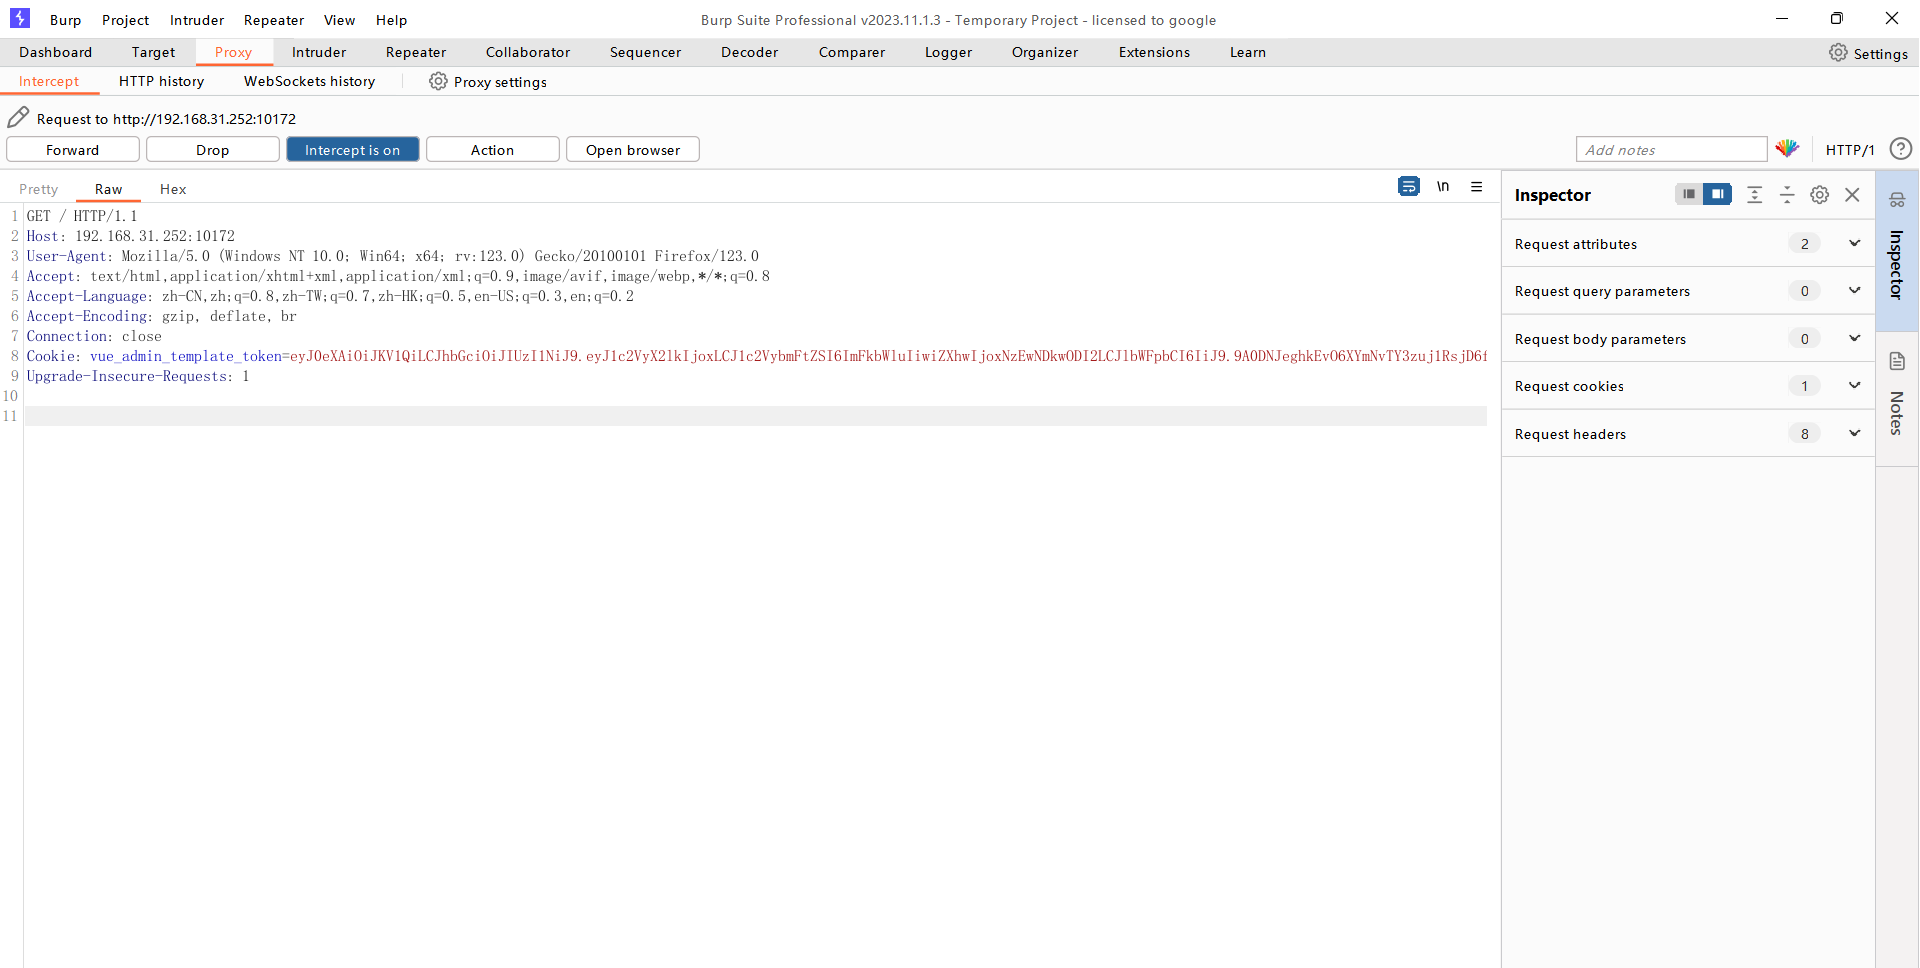 Burp Project Intruder Repeater View Help
Burp Suite Professional v2023.11.1.3 - Temporary Project - licensed to google
Dashboard Target Proxy Intruder Repeater Collaborator Sequencer Decoder Comparer Logger Organizer Extensions Learn
Settings
Intercept HTTP history WebSockets history Proxy settings
Request to http://192.168.31.252:10172
Forward Drop Intercept is on Action Open browser
Add notes HTTP/1
Pretty Raw Hex
\n
1 GET / HTTP/1.1
2 Host: 192.168.31.252:10172
3 User-Agent: Mozilla/5.0 (Windows NT 10.0; Win64; x64; rv:123.0) Gecko/20100101 Firefox/123.0
4 Accept: text/html,application/xhtml+xml,application/xml;q=0.9,image/avif,image/webp,*/*;q=0.8
5 Accept-Language: zh-CN,zh;q=0.8,zh-TW;q=0.7,zh-HK;q=0.5,en-US;q=0.3,en;q=0.2
6 Accept-Encoding: gzip, deflate, br
7 Connection: close
8 Cookie: vue_admin_template_token=eyJ0eXAiOiJKV1QiLCJhbGciOiJIUzI1NiJ9.eyJ1c2VyX2lkIjoxLCJ1c2VybmFtZSI6ImFkbWluIiwiZXhwIjoxNzEwNDkwODI2LCJlbWFpbCI6IiJ9.9A0DNJeghkEvO6XYmNvTY3zuj1RsjD6f
9 Upgrade-Insecure-Requests: 1
10
11
Inspector
Request attributes 2
Request query parameters 0
Request body parameters 0
Request cookies 1
Request headers 8
Inspector
Notes